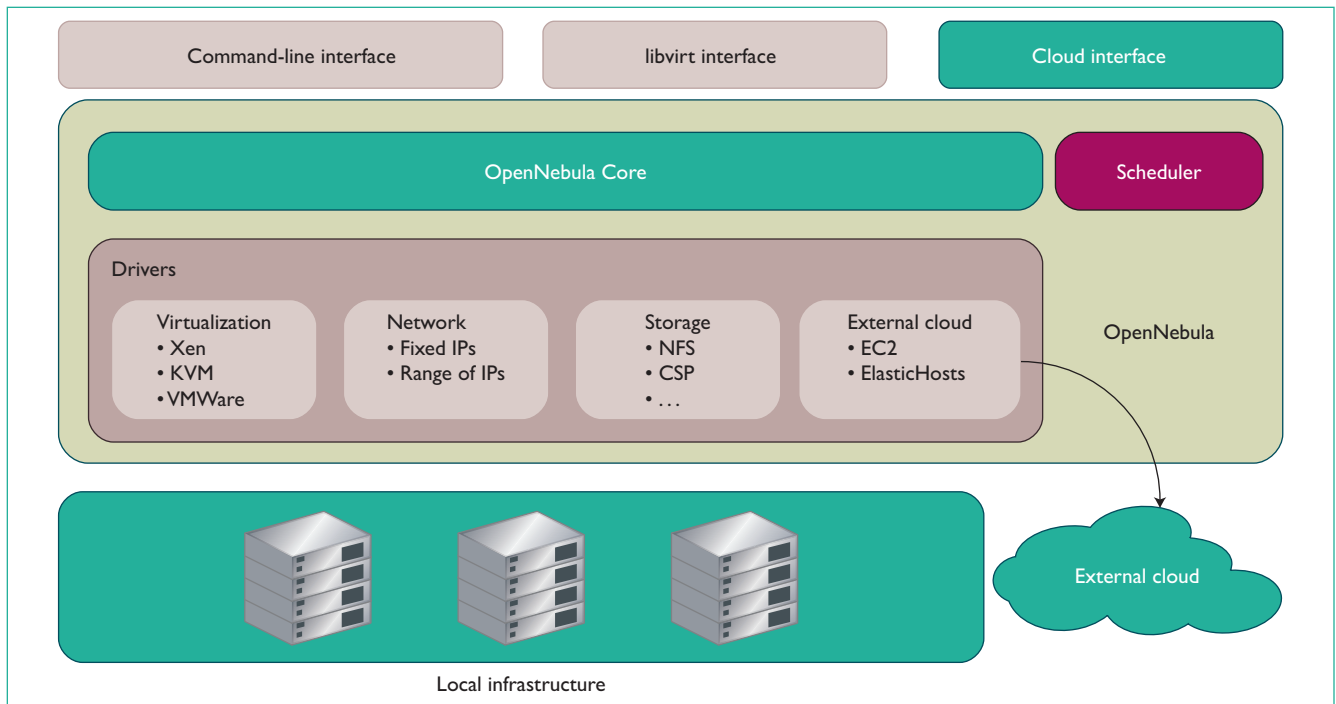 Command-line interface
libvirt interface
Cloud interface
OpenNebula Core
Scheduler
Drivers
Virtualization
• Xen
• KVM
• VMWare
Network
• Fixed IPs
• Range of IPs
Storage
• NFS
• CSP
• . . .
External cloud
• EC2
• ElasticHosts
OpenNebula
External cloud
Local infrastructure